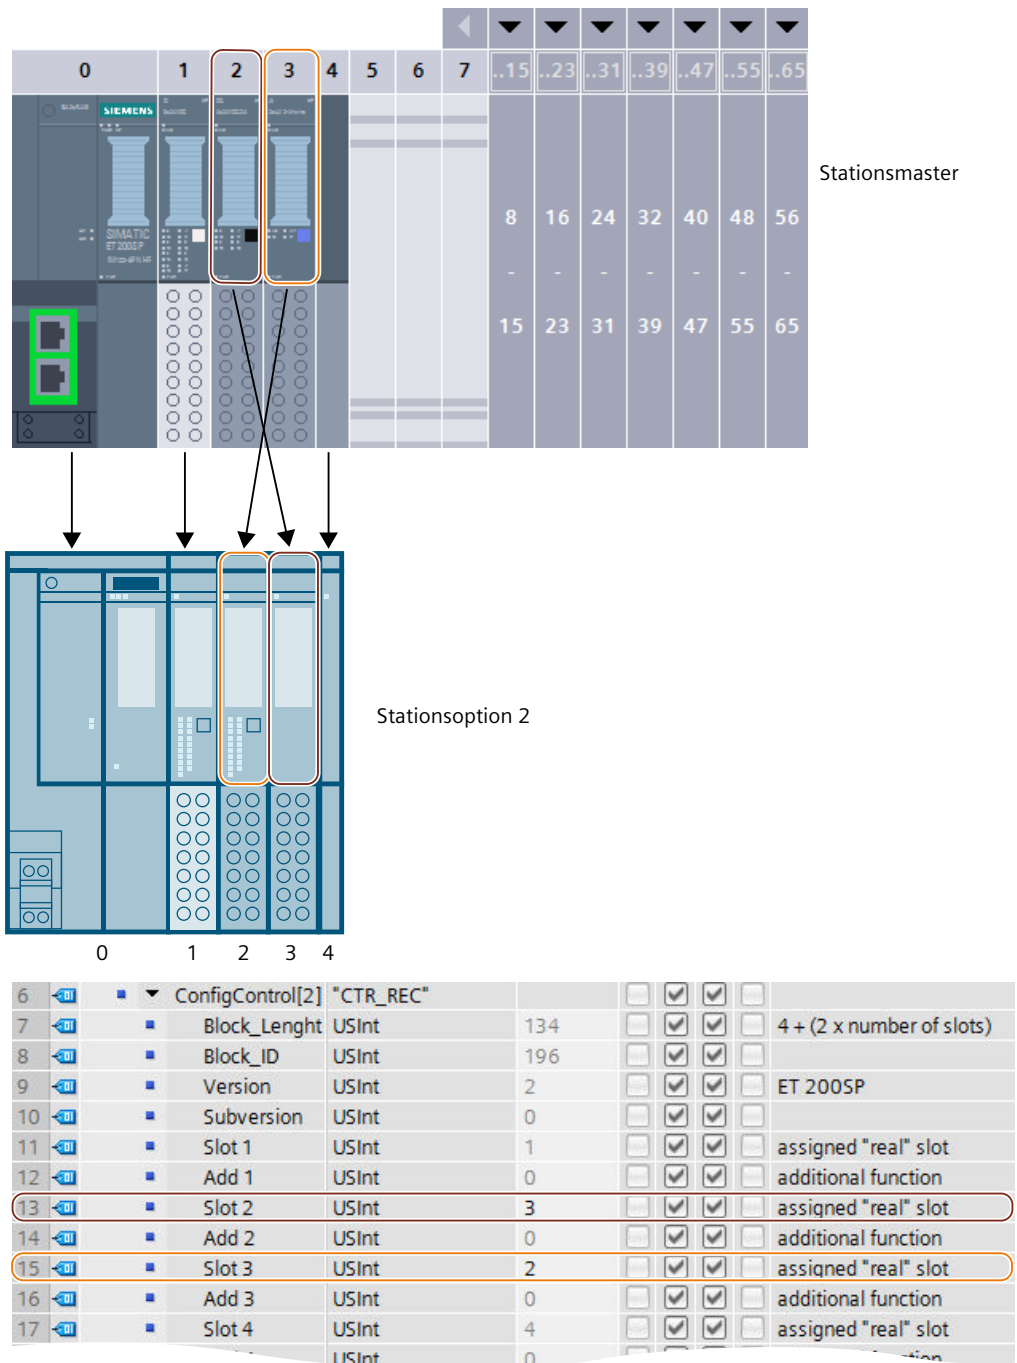 0 1 2 3 4 5 6 7 ..15 ..23 ..31 ..39 ..47 ..55 ..65
SIEMENS
Stationsmaster
8 16 24 32 40 48 56
SIMATIC
ET 200SP
- - - - - - -
15 23 31 39 47 55 65
Stationsoption 2
0 1 2 3 4
6 ConfigControl[2] "CTR_REC"
7 Block_Lenght USInt 134 4 + (2 x number of slots)
8 Block_ID USInt 196
9 Version USInt 2 ET 200SP
10 Subversion USInt 0
11 Slot 1 USInt 1 assigned "real" slot
12 Add 1 USInt 0 additional function
13 Slot 2 USInt 3 assigned "real" slot
14 Add 2 USInt 0 additional function
15 Slot 3 USInt 2 assigned "real" slot
16 Add 3 USInt 0 additional function
17 Slot 4 USInt 4 assigned "real" slot
USInt 0